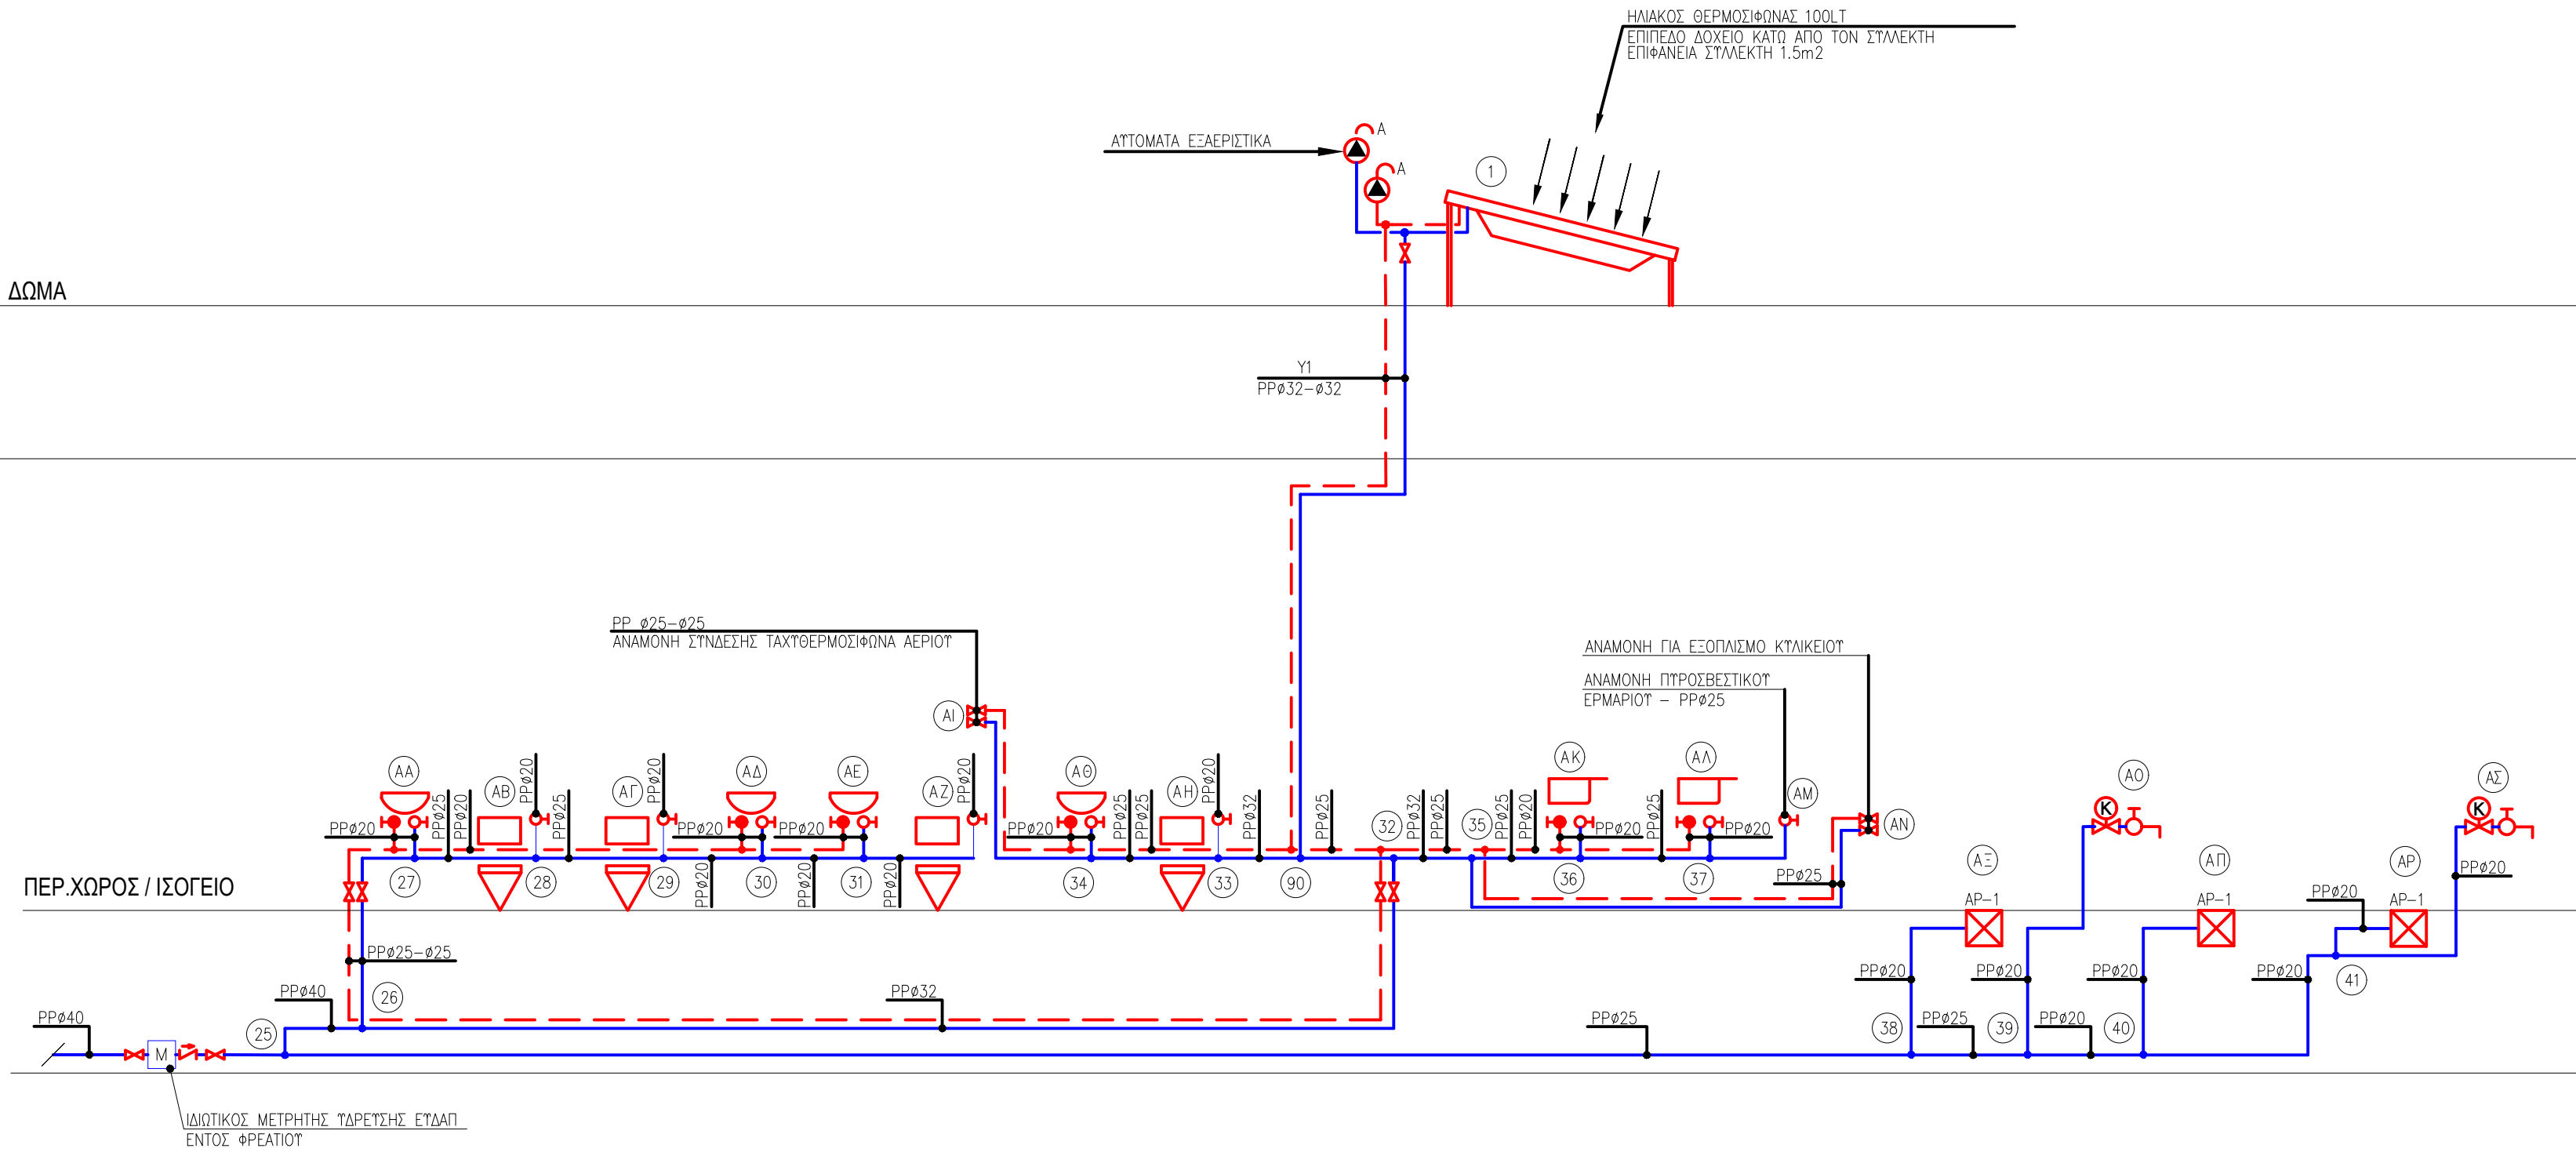 ΗΛΙΑΚΟΣ ΘΕΡΜΟΣΙΦΩΝΑΣ 100LT
ΕΠΙΠΕΔΟ ΔΟΧΕΙΟ ΚΑΤΩ ΑΠΟ ΤΟΝ ΣΥΛΛΕΚΤΗ
ΕΠΙΦΑΝΕΙΑ ΣΥΛΛΕΚΤΗ 1.5m2
ΑΥΤΟΜΑΤΑ ΕΞΑΕΡΙΣΤΙΚΑ
A
A
1
ΔΩΜΑ
Υ1
PPø32-ø32
PP ø25-ø25
ΑΝΑΜΟΝΗ ΣΥΝΔΕΣΗΣ ΤΑΧΥΘΕΡΜΟΣΙΦΩΝΑ ΑΕΡΙΟΥ
ΑΝΑΜΟΝΗ ΓΙΑ ΕΞΟΠΛΙΣΜΟ ΚΥΛΙΚΕΙΟΥ
ΑΝΑΜΟΝΗ ΠΥΡΟΣΒΕΣΤΙΚΟΥ
ΕΡΜΑΡΙΟΥ - PPø25
ΑΙ
ΑΑ
ΑΒ
ΑΓ
ΑΔ
ΑΕ
ΑΖ
ΑΘ
ΑΗ
ΑΚ
ΑΛ
ΑΜ
ΑΝ
ΑΟ
ΑΣ
K
K
PPø20
PPø25
PPø20
PPø20
PPø25
PPø20
PPø20
PPø20
PPø20
PPø20
PPø25
PPø25
PPø20
PPø32
PPø25
32
PPø32
PPø25
35
PPø25
PPø20
PPø20
PPø25
PPø20
ΠΕΡ.ΧΩΡΟΣ / ΙΣΟΓΕΙΟ
27
28
29
PPø20
30
PPø20
31
PPø20
34
33
90
36
37
PPø25
ΑΞ
ΑΠ
ΑΡ
PPø20
AP-1
AP-1
PPø20
AP-1
PPø25-ø25
PPø20
PPø20
PPø20
PPø20
41
PPø40
26
PPø32
PPø40
25
PPø25
38
PPø25
39
PPø20
40
M
ΙΔΙΩΤΙΚΟΣ ΜΕΤΡΗΤΗΣ ΥΔΡΕΥΣΗΣ ΕΥΔΑΠ
ΕΝΤΟΣ ΦΡΕΑΤΙΟΥ